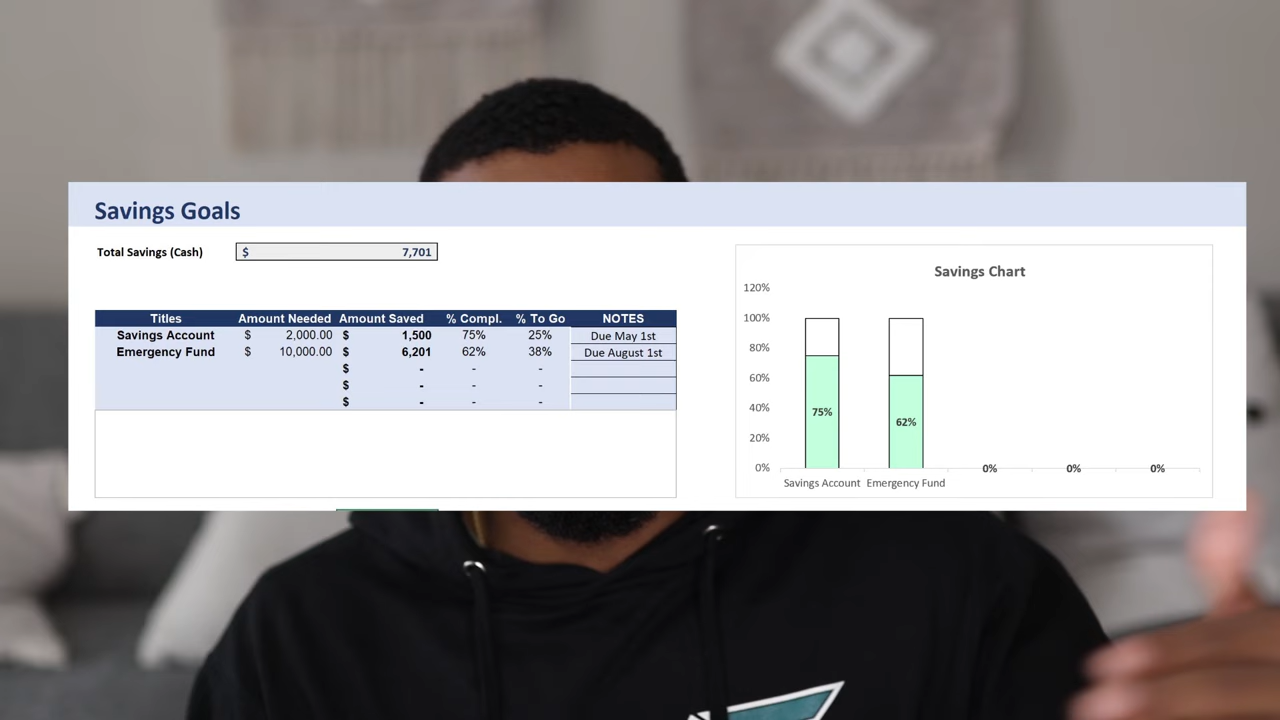 Savings Goals
Total Savings (Cash) $ 7,701
Titles Amount Needed Amount Saved % Compl. % To Go NOTES
Savings Account $ 2,000.00 $ 1,500 75% 25% Due May 1st
Emergency Fund $ 10,000.00 $ 6,201 62% 38% Due August 1st
$ - - -
$ - - -
$ - - -
Savings Chart
120%
100%
80%
60%
40%
20%
0%
75%
62%
0% 0% 0%
Savings Account Emergency Fund